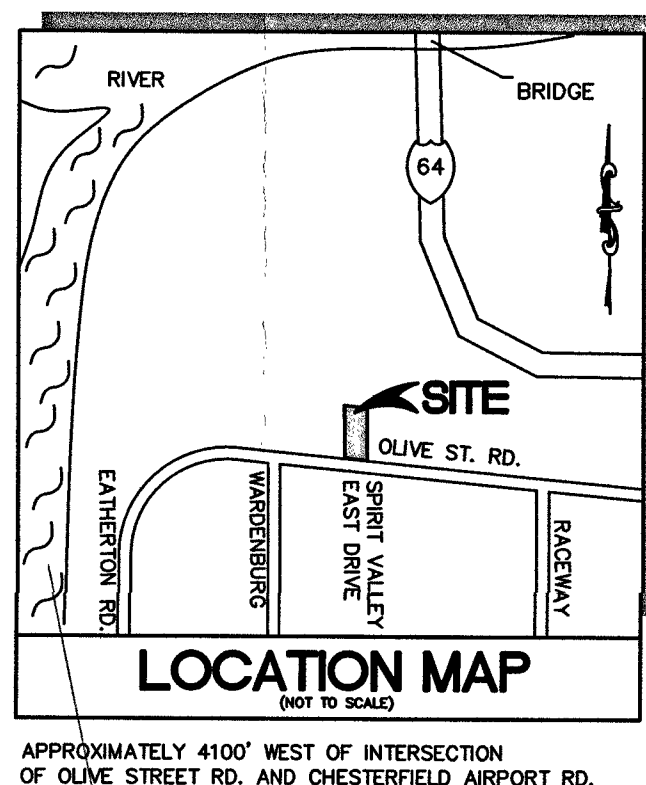 RIVER
BRIDGE
64
SITE
OLIVE ST. RD.
EATHERTON RD.
WARDENBURG
SPIRIT VALLEY
EAST DRIVE
RACEWAY
LOCATION MAP
(NOT TO SCALE)
APPROXIMATELY 4100' WEST OF INTERSECTION
OF OLIVE STREET RD. AND CHESTERFIELD AIRPORT RD.